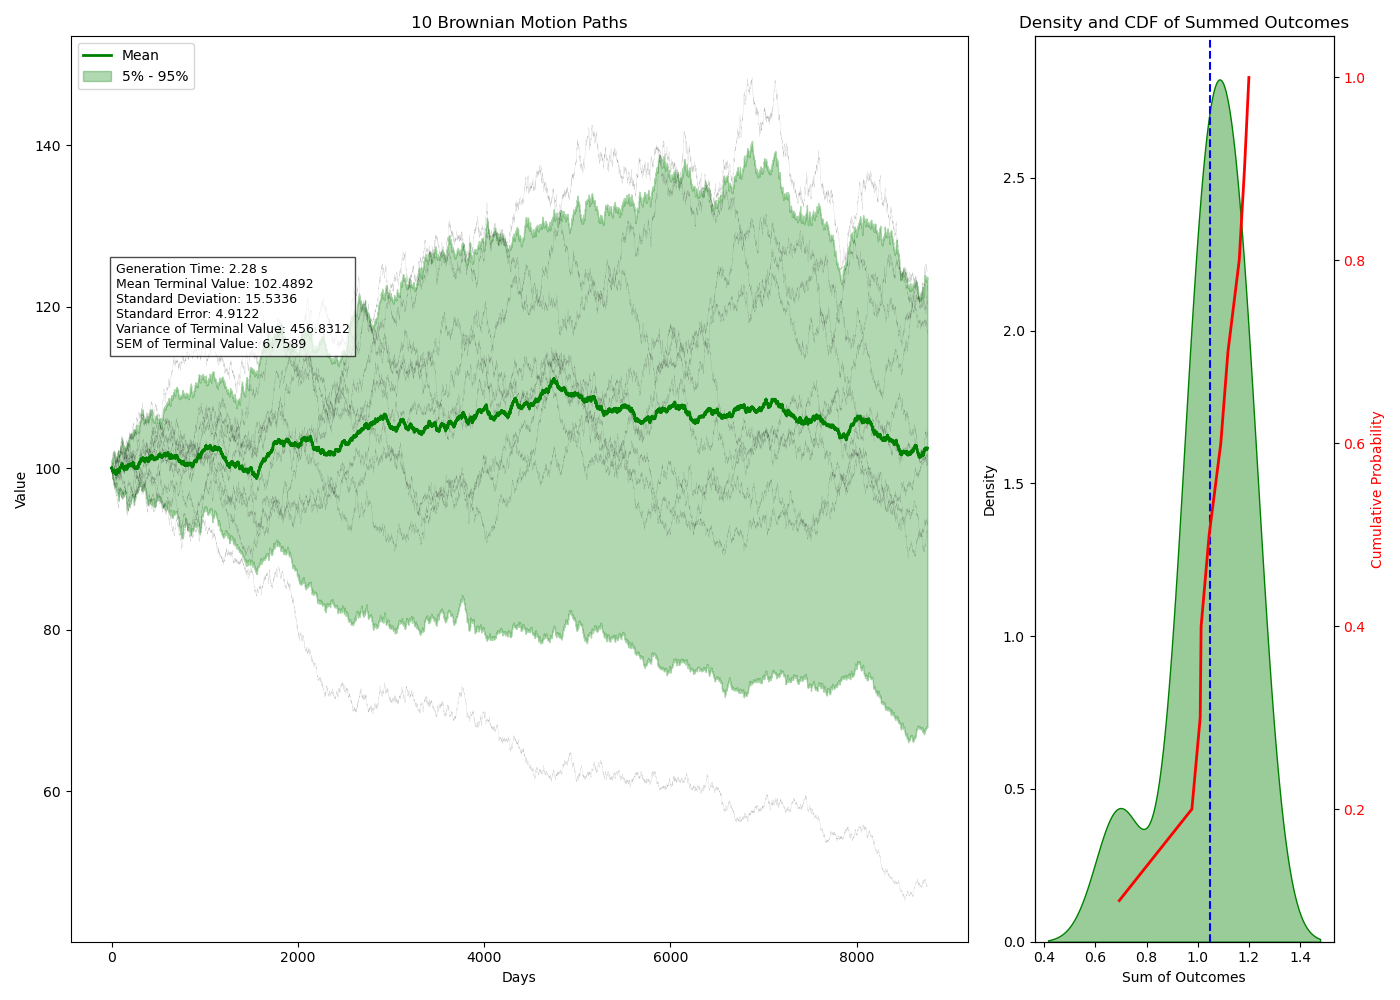 10 Brownian Motion Paths
Mean
5% - 95%
Generation Time: 2.28 s
Mean Terminal Value: 102.4892
Standard Deviation: 15.5336
Standard Error: 4.9122
Variance of Terminal Value: 456.8312
SEM of Terminal Value: 6.7589
Value
140
120
100
80
60
0
2000
4000
6000
8000
Days
Density and CDF of Summed Outcomes
Density
2.5
2.0
1.5
1.0
0.5
0.0
0.4
0.6
0.8
1.0
1.2
1.4
Sum of Outcomes
1.0
0.8
0.6
0.4
0.2
Cumulative Probability